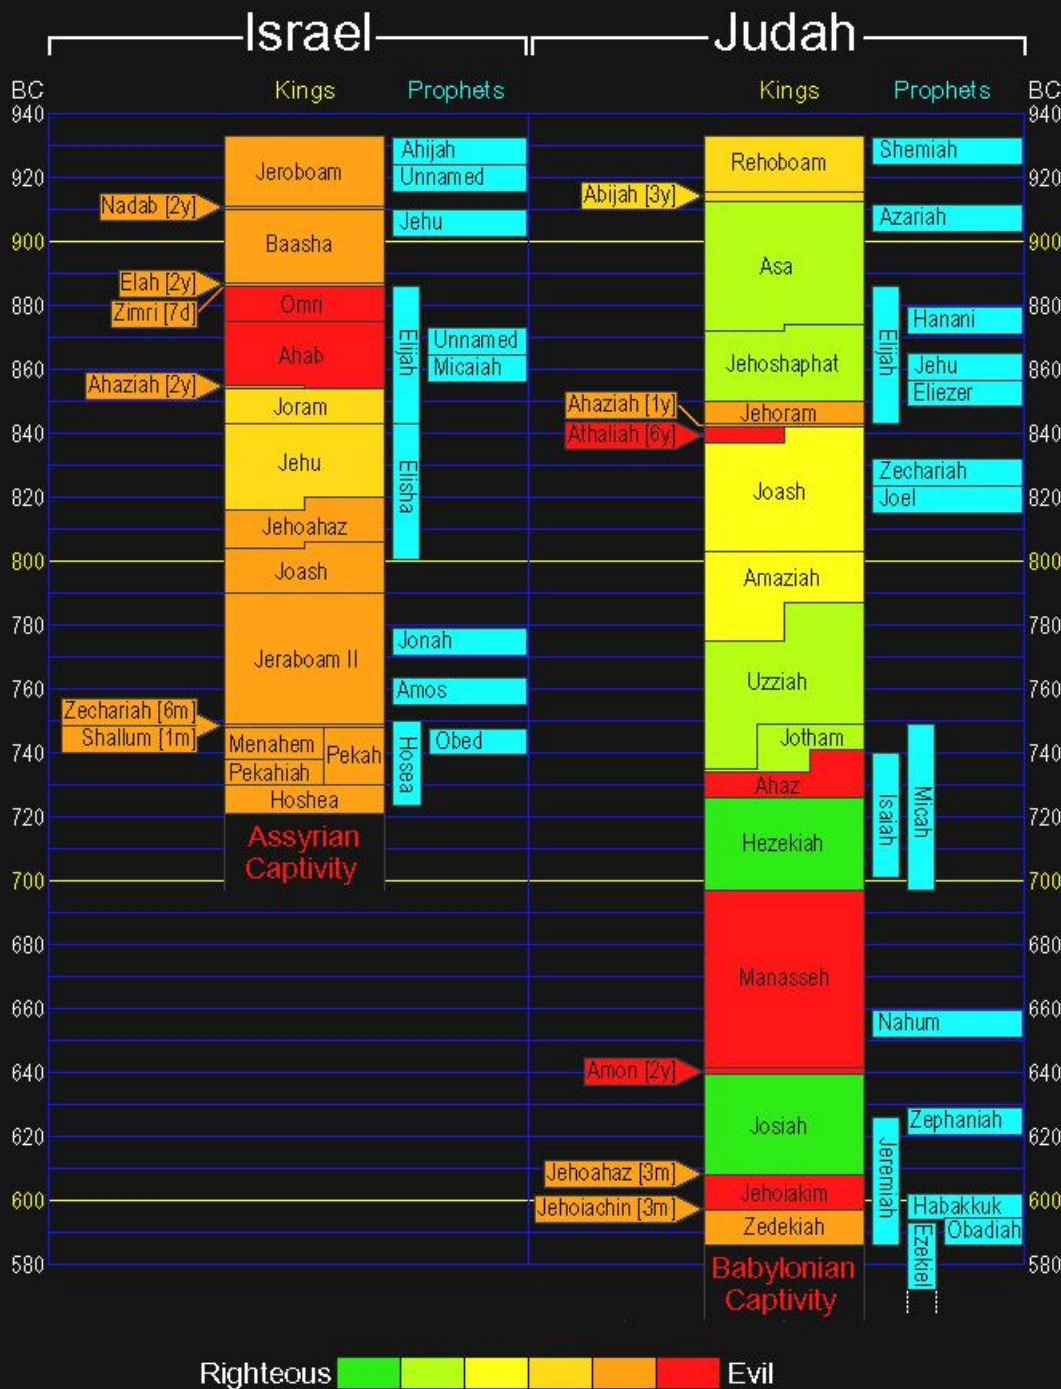 Israel
Judah
BC
Kings
Prophets
Kings
Prophets
BC
940
920
900
880
860
840
820
800
780
760
740
720
700
680
660
640
620
600
580
Nadab [2y]
Elah [2y]
Zimri [7d]
Ahaziah [2y]
Zechariah [6m]
Shallum [1m]
Jeroboam
Baasha
Omri
Ahab
Joram
Jehu
Jehoahaz
Joash
Jeraboam II
Menahem
Pekah
Pekahiah
Hoshea
Assyrian
Captivity
Ahijah
Unnamed
Jehu
Elijah
Unnamed
Micaiah
Elisha
Jonah
Amos
Hosea
Obed
Abijah [3y]
Ahaziah [1y]
Athaliah [6y]
Amon [2y]
Jehoahaz [3m]
Jehoiachin [3m]
Rehoboam
Asa
Jehoshaphat
Jehoram
Joash
Amaziah
Uzziah
Jotham
Ahaz
Hezekiah
Manasseh
Josiah
Jehoiakim
Zedekiah
Babylonian
Captivity
Shemiah
Azariah
Elijah
Hanani
Jehu
Eliezer
Zechariah
Joel
Isaiah
Micah
Nahum
Zephaniah
Jeremiah
Habakkuk
Obadiah
Ezekiel
940
920
900
880
860
840
820
800
780
760
740
720
700
680
660
640
620
600
580
Righteous
Evil